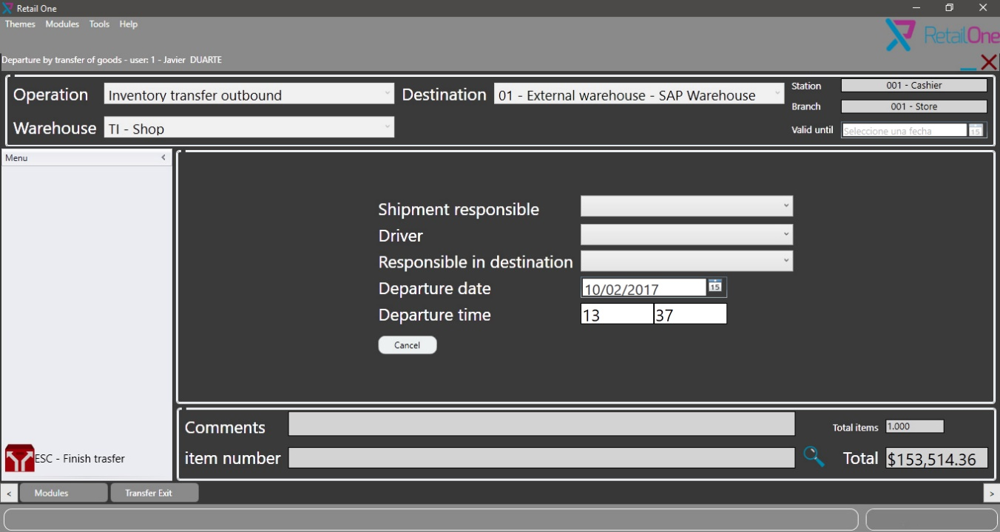 Retail One
Themes Modules Tools Help
RetailOne
Departure by transfer of goods - user: 1 - Javier DUARTE
Operation Inventory transfer outbound Destination 01 - External warehouse - SAP Warehouse Station 001 - Cashier
Branch 001 - Store
Warehouse TI - Shop Valid until Seleccione una fecha 15
Menu <
Shipment responsible
Driver
Responsible in destination
Departure date 10/02/2017 15
Departure time 13 37
Cancel
Comments Total items 1.000
ESC - Finish trasfer item number Total $153,514.36
< Modules Transfer Exit >